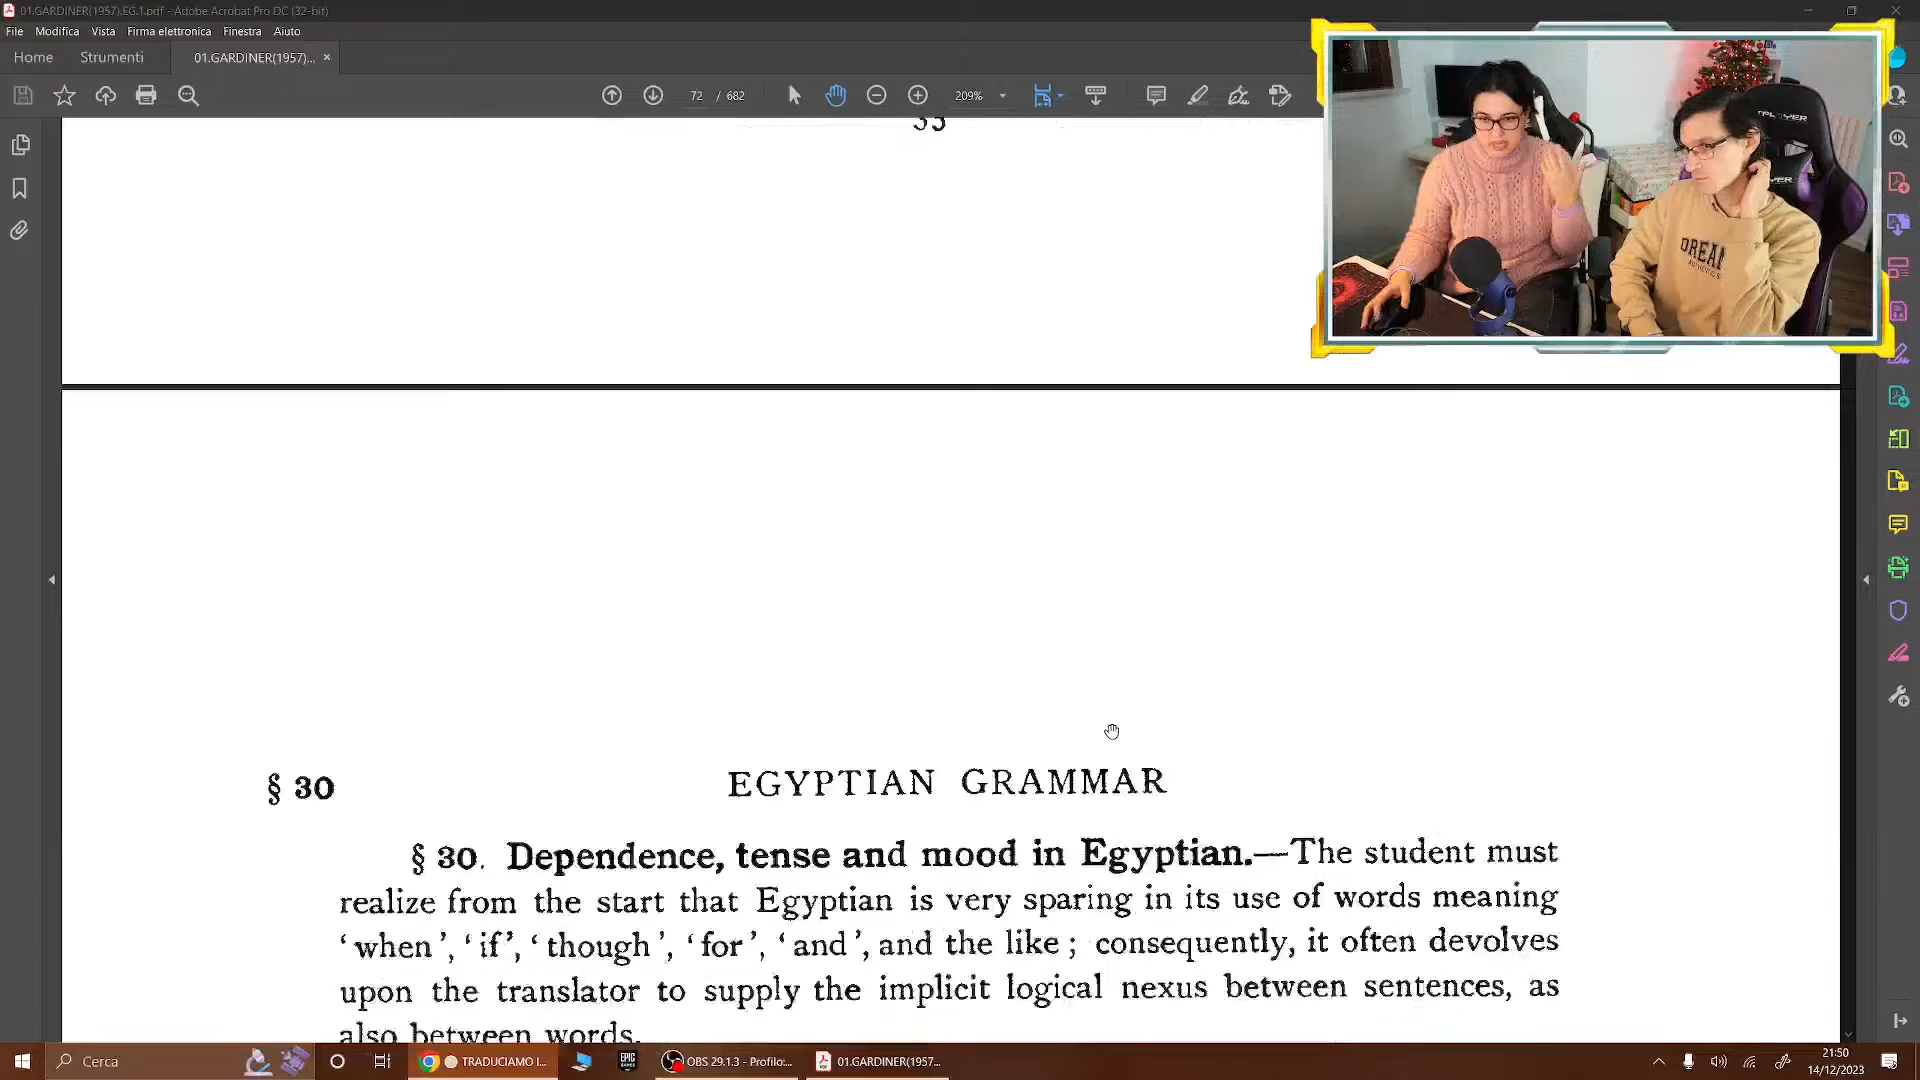 01.GARDINER(1957).EG.1.pdf - Adobe Acrobat Pro DC (32-bit)
File Modifica Vista Firma elettronica Finestra Aiuto
Home Strumenti 01.GARDINER(1957)... ×
72 / 682 209%
33
DREAM
§ 30 EGYPTIAN GRAMMAR
§ 30. Dependence, tense and mood in Egyptian.—The student must
realize from the start that Egyptian is very sparing in its use of words meaning
‘when’, ‘if’, ‘though’, ‘for’, ‘and’, and the like; consequently, it often devolves
upon the translator to supply the implicit logical nexus between sentences, as
also between words.
Cerca TRADUCIAMO I... EPIC GAMES OBS 29.1.3 - Profilo:... 01.GARDINER(1957... 21:50
14/12/2023